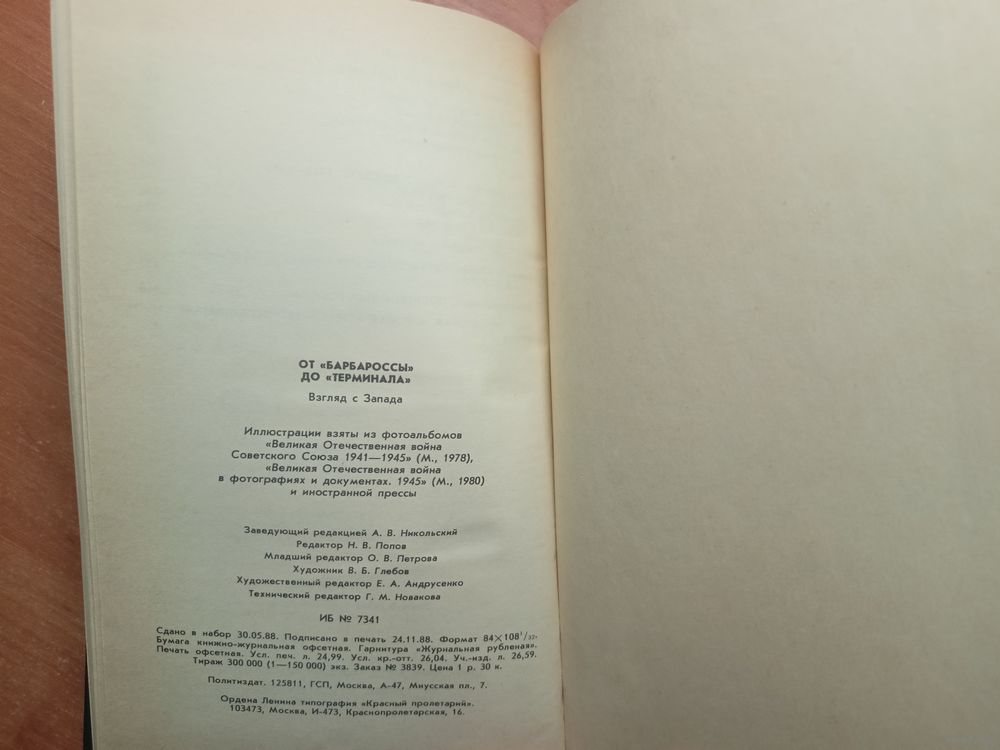 ОТ «БАРБАРОССЫ»
ДО «ТЕРМИНАЛА»
Взгляд с Запада
Иллюстрации взяты из фотоальбомов
«Великая Отечественная война
Советского Союза 1941—1945» (М., 1978),
«Великая Отечественная война
в фотографиях и документах. 1945» (М., 1980)
и иностранной прессы
Заведующий редакцией А. В. Никольский
Редактор Н. В. Попов
Младший редактор О. В. Петрова
Художник В. Б. Глебов
Художественный редактор Е. А. Андрусенко
Технический редактор Г. М. Новакова
ИБ № 7341
Сдано в набор 30.05.88. Подписано в печать 24.11.88. Формат 84×108¹/₃₂.
Бумага книжно-журнальная офсетная. Гарнитура «Журнальная рубленая».
Печать офсетная. Усл. печ. л. 24,99. Усл. кр.-отт. 26,04. Уч.-изд. л. 26,59.
Тираж 300 000 (1—150 000) экз. Заказ № 3839. Цена 1 р. 30 к.
Политиздат. 125811, ГСП, Москва, А-47, Миусская пл., 7.
Ордена Ленина типография «Красный пролетарий».
103473, Москва, И-473, Краснопролетарская, 16.